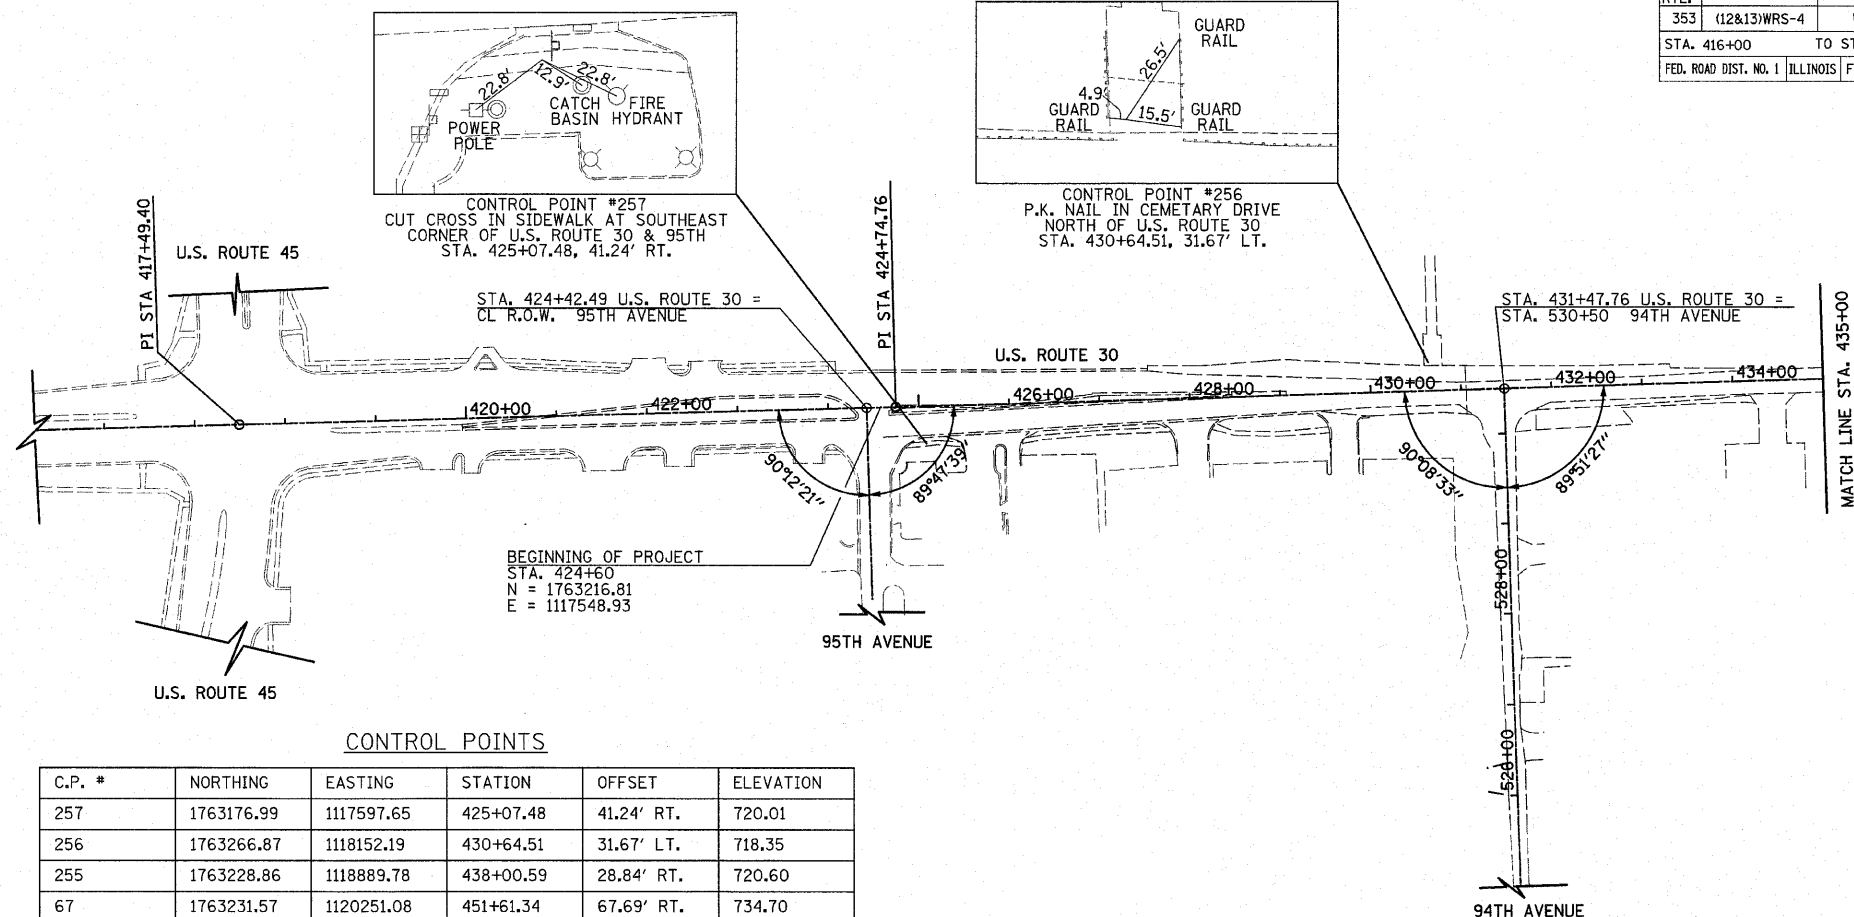 353 (12&13)WRS-4
STA. 416+00 TO ST
FED. ROAD DIST. NO. 1 ILLINOIS F
22.8'
12.9'
22.8'
CATCH BASIN
FIRE HYDRANT
POWER POLE
CONTROL POINT #257
CUT CROSS IN SIDEWALK AT SOUTHEAST
CORNER OF U.S. ROUTE 30 & 95TH
STA. 425+07.48, 41.24' RT.
GUARD RAIL
26.5'
4.9'
GUARD RAIL
15.5'
GUARD RAIL
CONTROL POINT #256
P.K. NAIL IN CEMETARY DRIVE
NORTH OF U.S. ROUTE 30
STA. 430+64.51, 31.67' LT.
PI STA 417+49.40
U.S. ROUTE 45
STA. 424+42.49 U.S. ROUTE 30 =
CL R.O.W. 95TH AVENUE
PI STA 424+74.76
STA. 431+47.76 U.S. ROUTE 30 =
STA. 530+50 94TH AVENUE
MATCH LINE STA. 435+00
U.S. ROUTE 30
420+00
422+00
426+00
428+00
430+00
432+00
434+00
90°12'21"
89°47'39"
90°08'33"
89°51'27"
BEGINNING OF PROJECT
STA. 424+60
N = 1763216.81
E = 1117548.93
528+00
526+00
95TH AVENUE
U.S. ROUTE 45
94TH AVENUE
CONTROL POINTS
C.P. # NORTHING EASTING STATION OFFSET ELEVATION
257 1763176.99 1117597.65 425+07.48 41.24' RT. 720.01
256 1763266.87 1118152.19 430+64.51 31.67' LT. 718.35
255 1763228.86 1118889.78 438+00.59 28.84' RT. 720.60
67 1763231.57 1120251.08 451+61.34 67.69' RT. 734.70